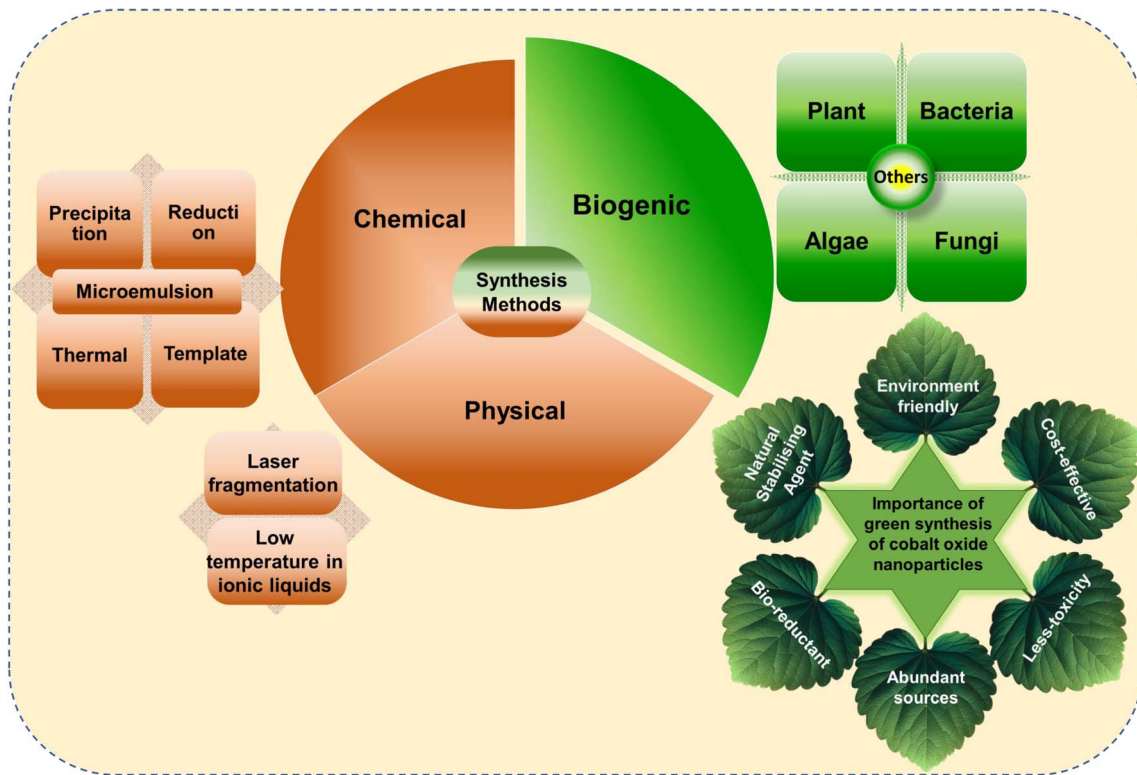 Chemical
Biogenic
Physical
Synthesis
Methods
Precipita
tion
Reducti
on
Microemulsion
Thermal
Template
Laser
fragmentation
Low
temperature in
ionic liquids
Plant
Bacteria
Others
Algae
Fungi
Environment
friendly
Cost-effective
Less-toxicity
Abundant
sources
Bio-reductant
Natural
Stabilising
Agent
Importance of
green synthesis
of cobalt oxide
nanoparticles